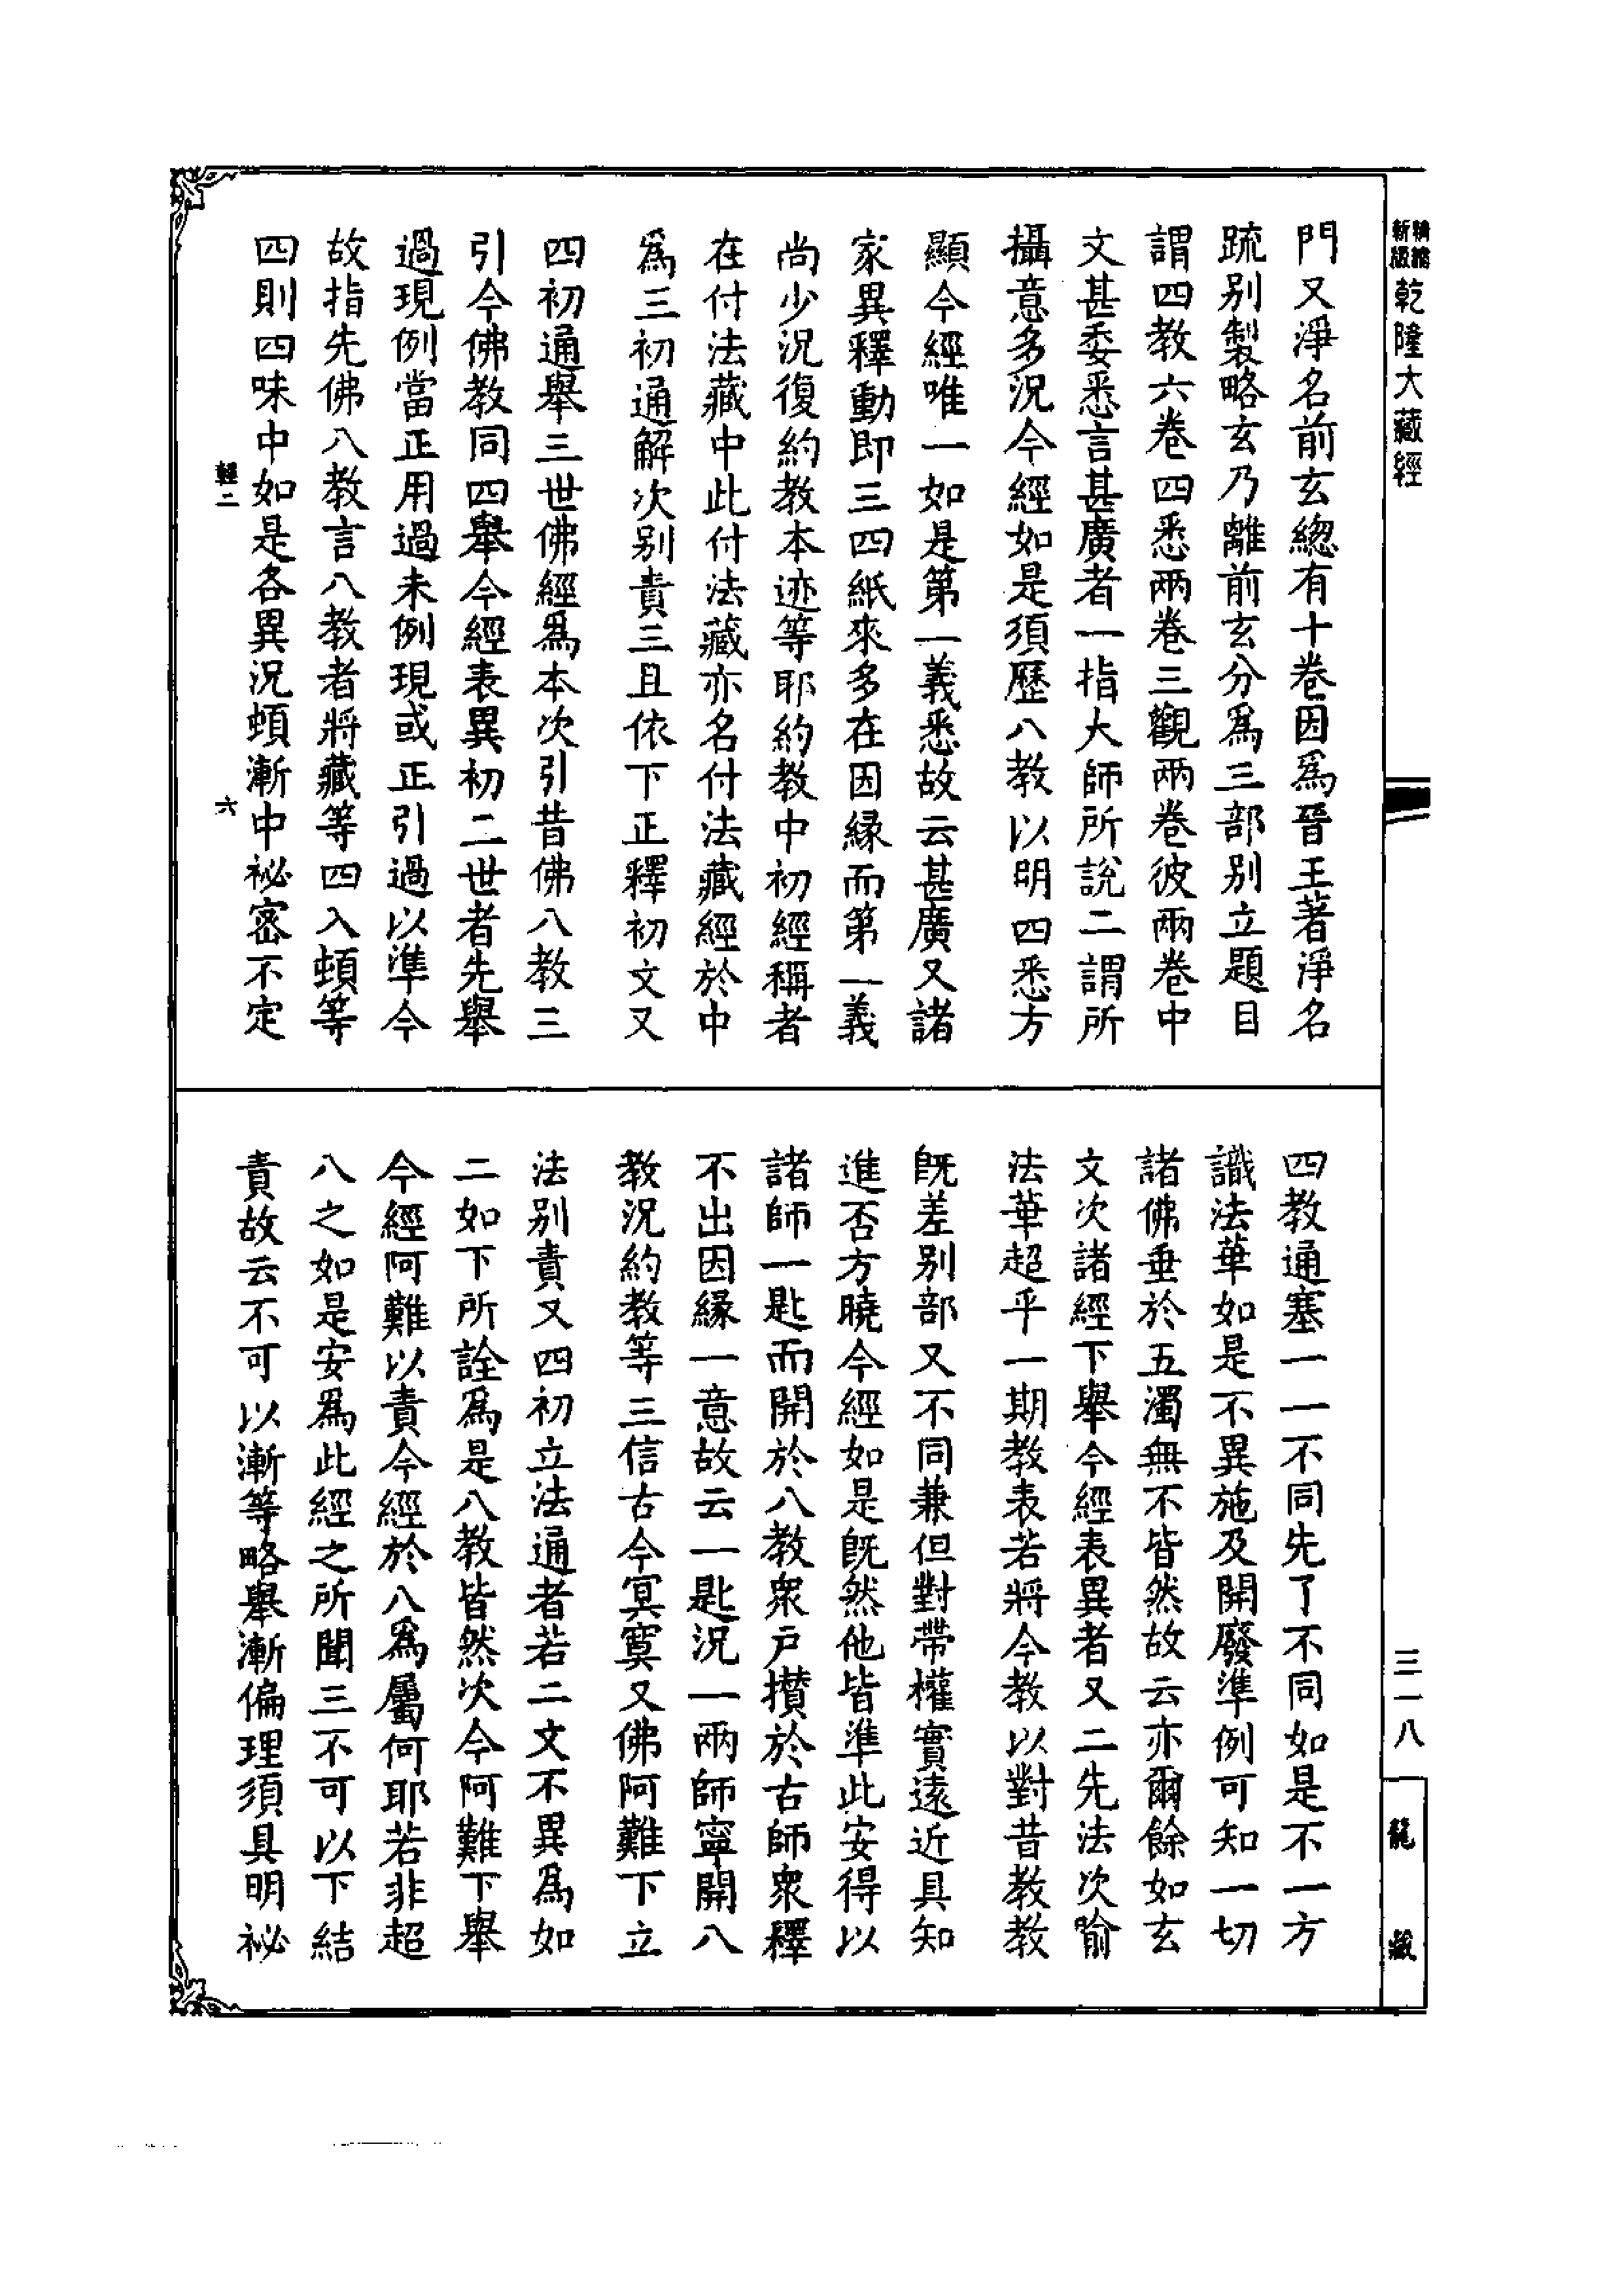 乾隆大藏經
門又淨名前玄總有十卷因爲晉王著淨名
䟽别製略玄乃離前玄分爲三部别立題目
謂四教六卷四悉兩卷三觀兩卷彼兩卷中
文甚委悉言甚廣者一指大師所說二謂所
攝意多況今經如是須歷八教以明四悉方
顯今經唯一如是第一義悉故云甚廣又諸
家異釋動即三四紙來多在因緣而第一義
尚少況復約教本迹等耶約教中初經稱者
在付法藏中此付法藏亦名付法藏經於中
爲三初通解次别責三且依下正釋初文又
四初通舉三世佛經爲本次引昔佛八教三
引今佛教同四舉今經表異初二世者先舉
過現例當正用過未例現或正引過以準今
故指先佛八教言八教者將藏等四入頓等
四則四味中如是各異況頓漸中祕密不定
輕二
六
四教通塞一一不同先了不同如是不一方
識法華如是不異施及開廢準例可知一切
諸佛垂於五濁無不皆然故云亦爾餘如玄
文次諸經下舉今經表異者又二先法次喻
法華超乎一期教表若將今教以對昔教教
旣差别部又不同兼但對帶權實遠近具知
進否方曉今經如是旣然他皆準此安得以
諸師一匙而開於八教衆戶攅於古師衆釋
不出因緣一意故云一匙況一兩師寧開八
教況約教等三信古今冥寞又佛阿難下立
法别責又四初立法通者若二文不異爲如
二如下所詮爲是八教皆然次今阿難下舉
今經阿難以責今經於八爲屬何耶若非超
八之如是安爲此經之所聞三不可以下結
責故云不可以漸等略舉漸偏理須具明祕
三一八
龍藏